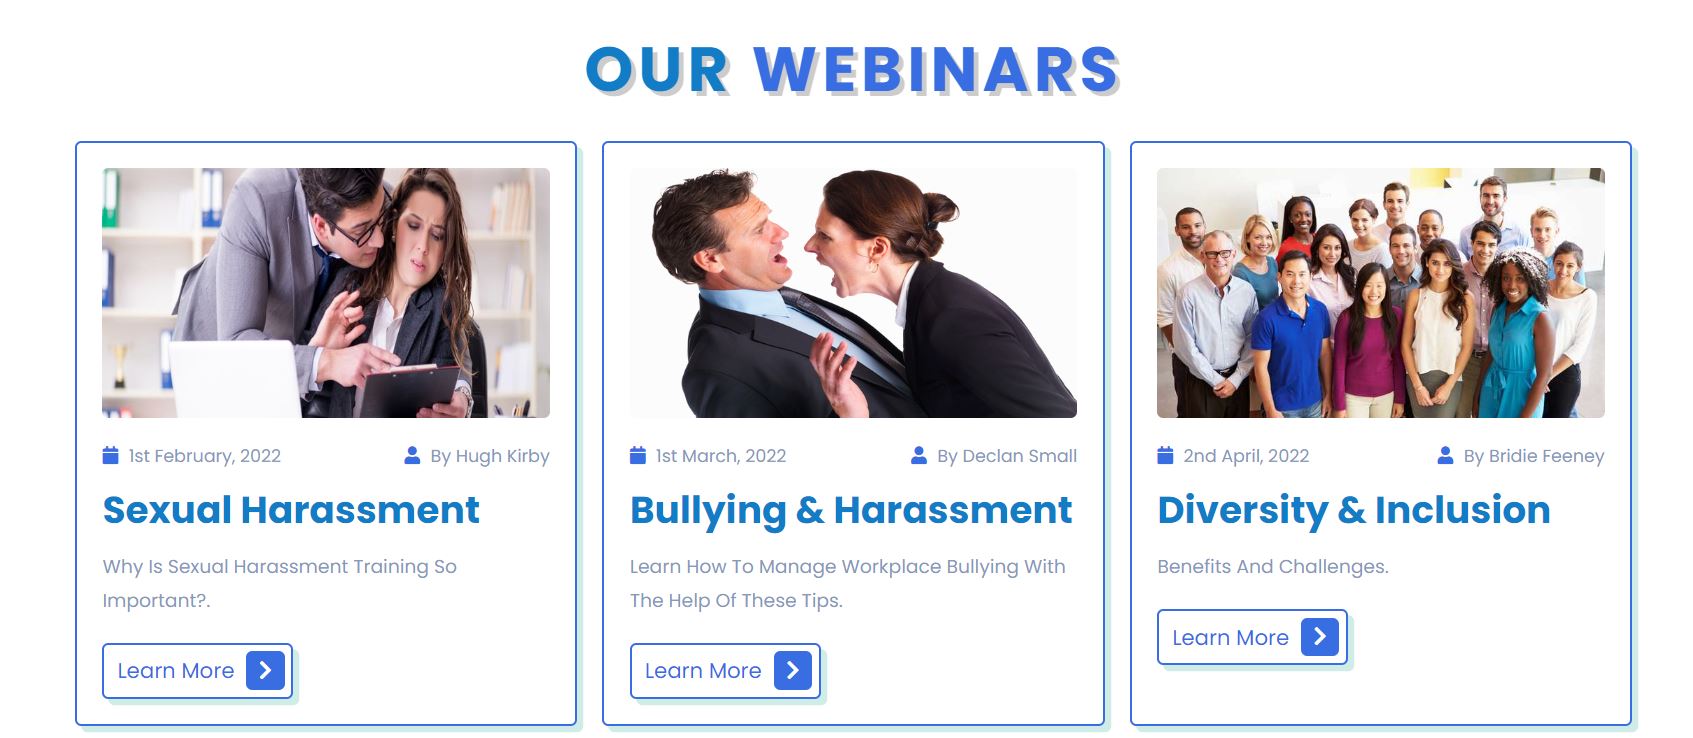 OUR WEBINARS
1st February, 2022
By Hugh Kirby
Sexual Harassment
Why Is Sexual Harassment Training So
Important?.
Learn More
1st March, 2022
By Declan Small
Bullying & Harassment
Learn How To Manage Workplace Bullying With
The Help Of These Tips.
Learn More
2nd April, 2022
By Bridie Feeney
Diversity & Inclusion
Benefits And Challenges.
Learn More